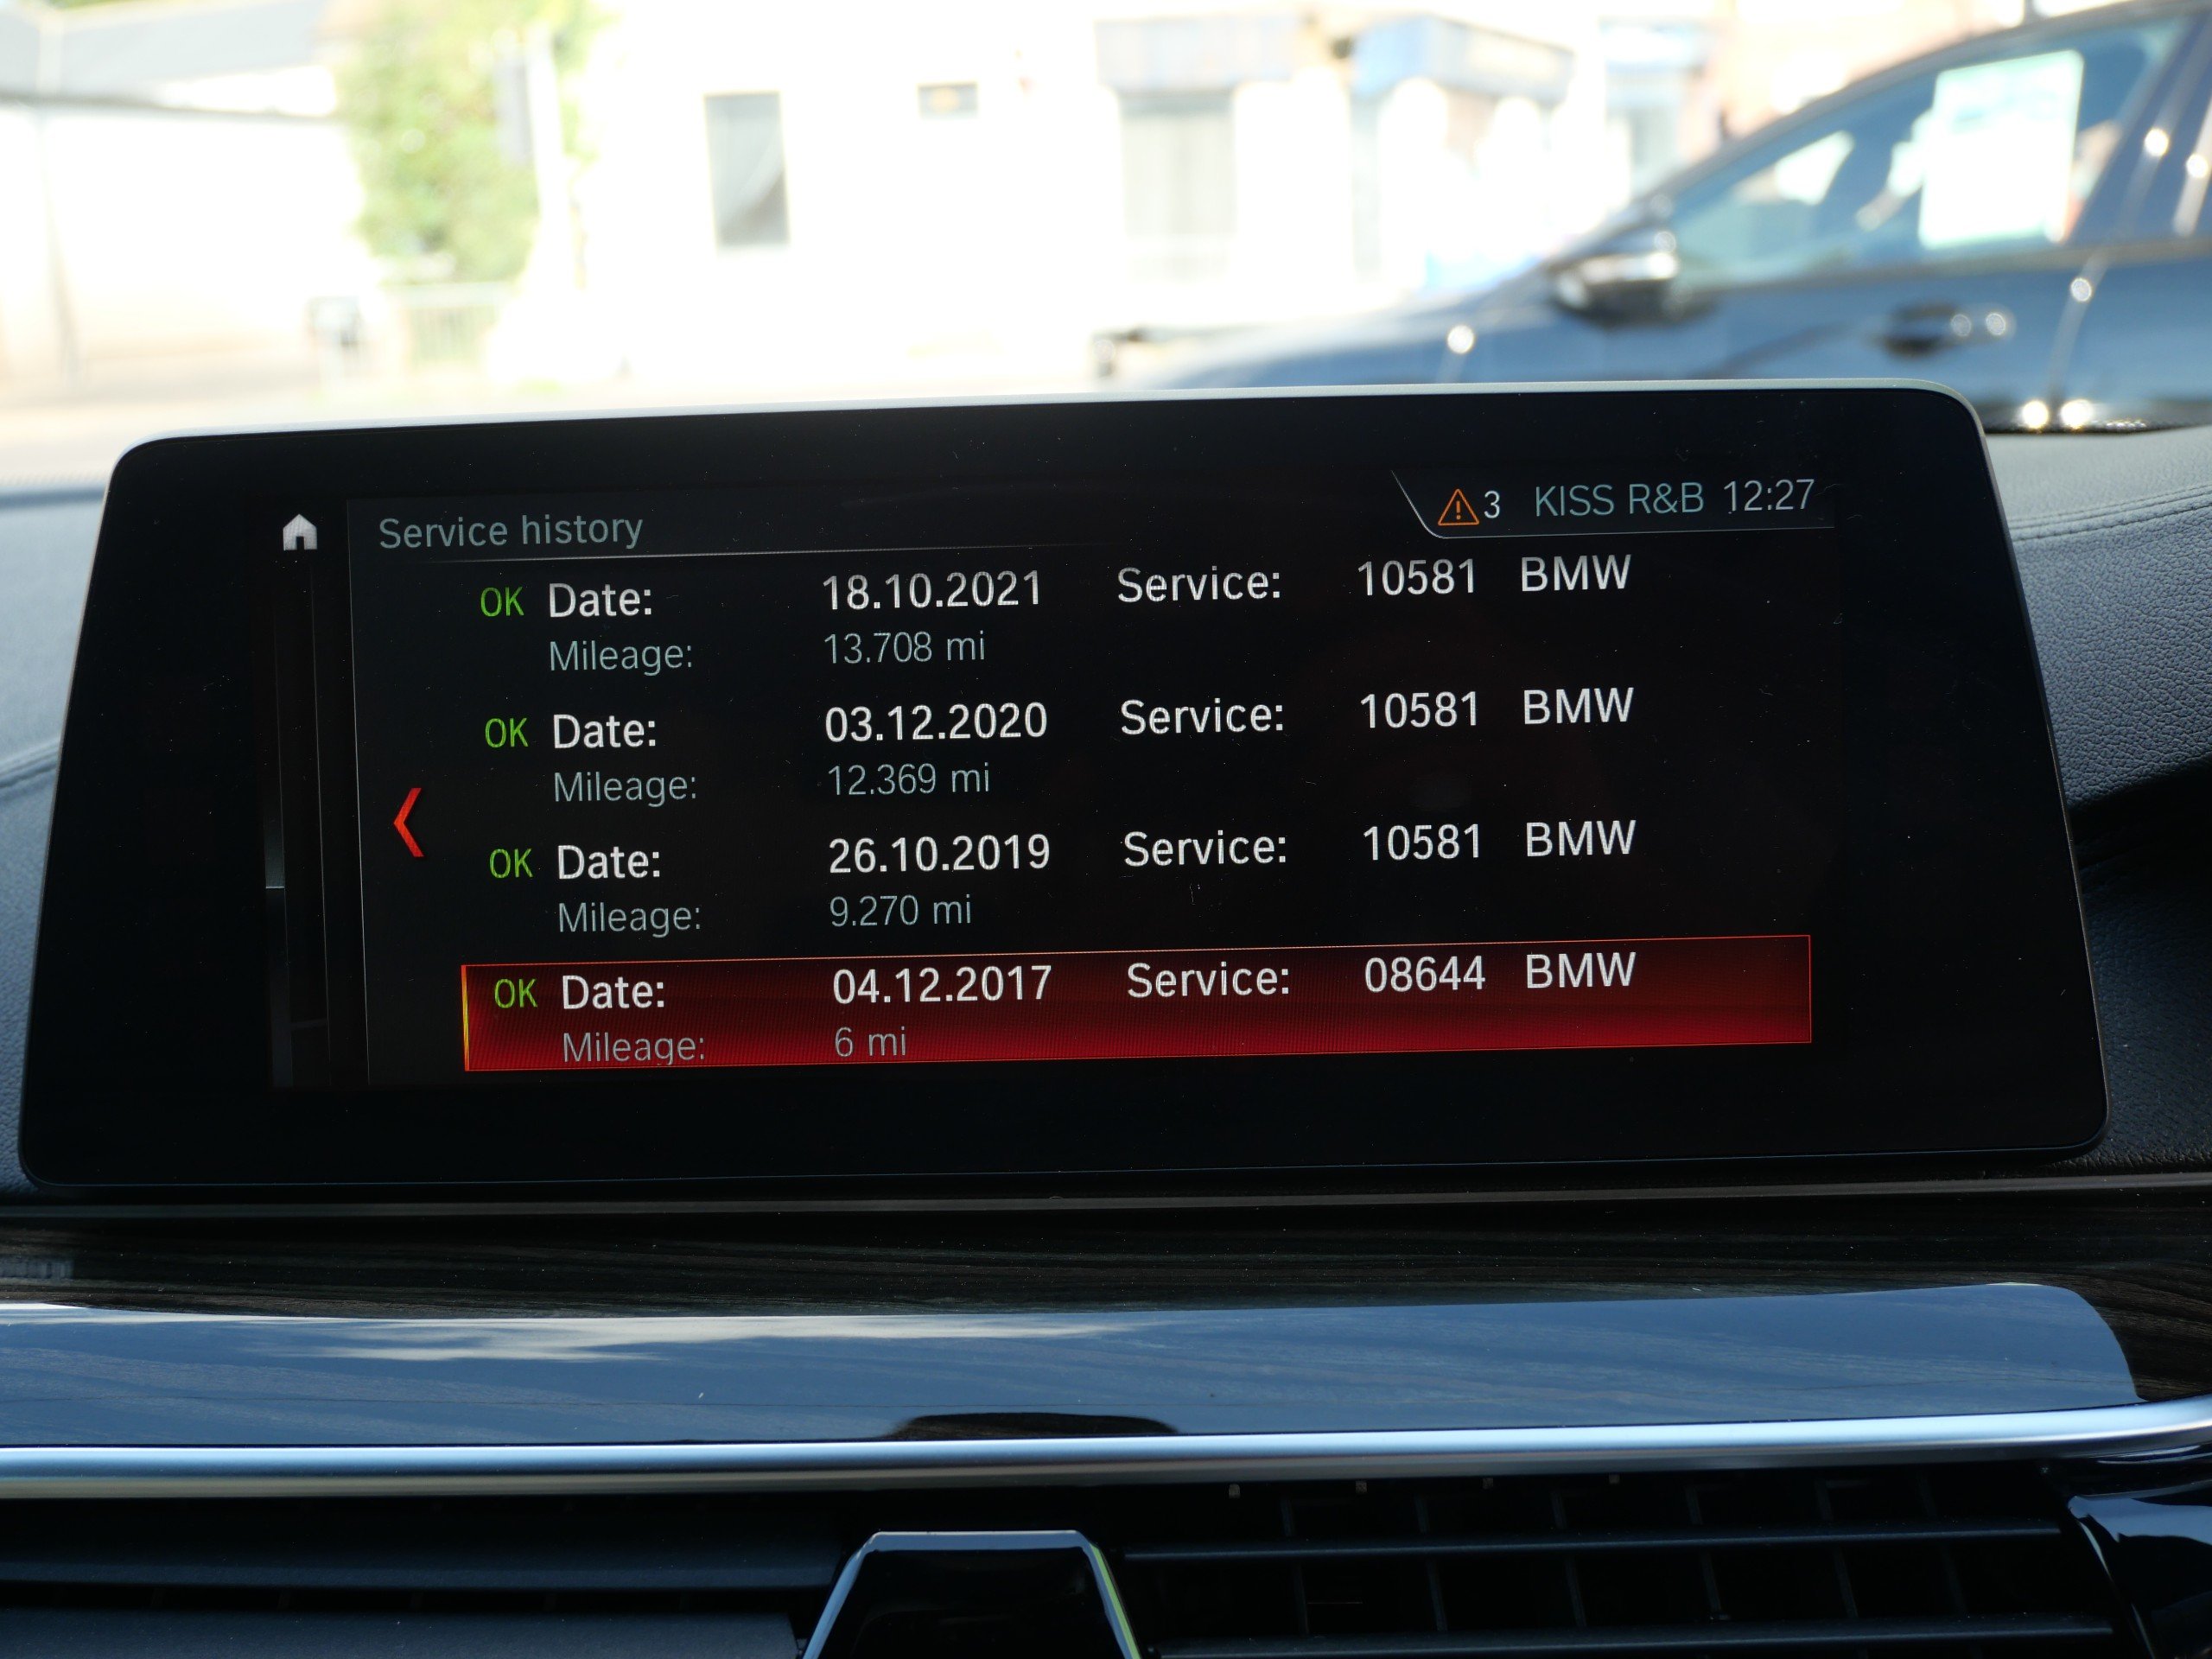 Service history
3 KISS R&B 12:27
OK Date: 18.10.2021 Service: 10581 BMW
Mileage: 13.708 mi
OK Date: 03.12.2020 Service: 10581 BMW
Mileage: 12.369 mi
OK Date: 26.10.2019 Service: 10581 BMW
Mileage: 9.270 mi
OK Date: 04.12.2017 Service: 08644 BMW
Mileage: 6 mi